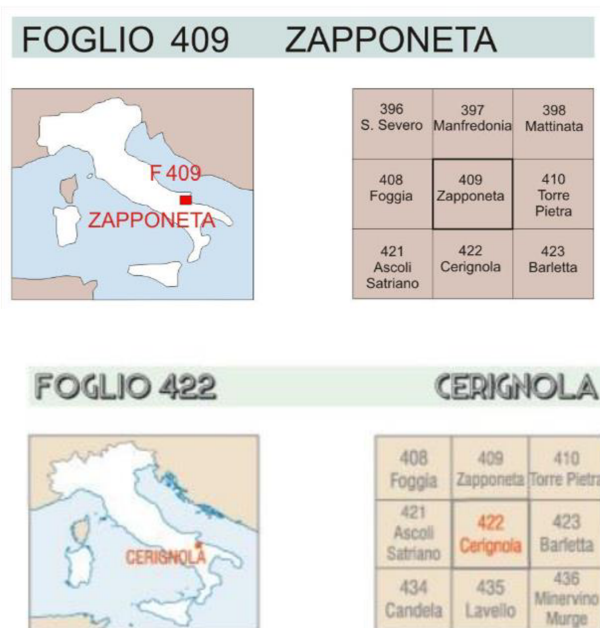 FOGLIO 409 ZAPPONETA
F 409
ZAPPONETA
396 397 398
S. Severo Manfredonia Mattinata
408 409 410
Foggia Zapponeta Torre
Pietra
421 422 423
Ascoli Cerignola Barletta
Satriano
FOGLIO 422 CERIGNOLA
CERIGNOLA
408 409 410
Foggia Zapponeta Torre Pietra
421 422 423
Ascoli Cerignola Barletta
Satriano
434 435 436
Candela Lavello Minervino
Murge